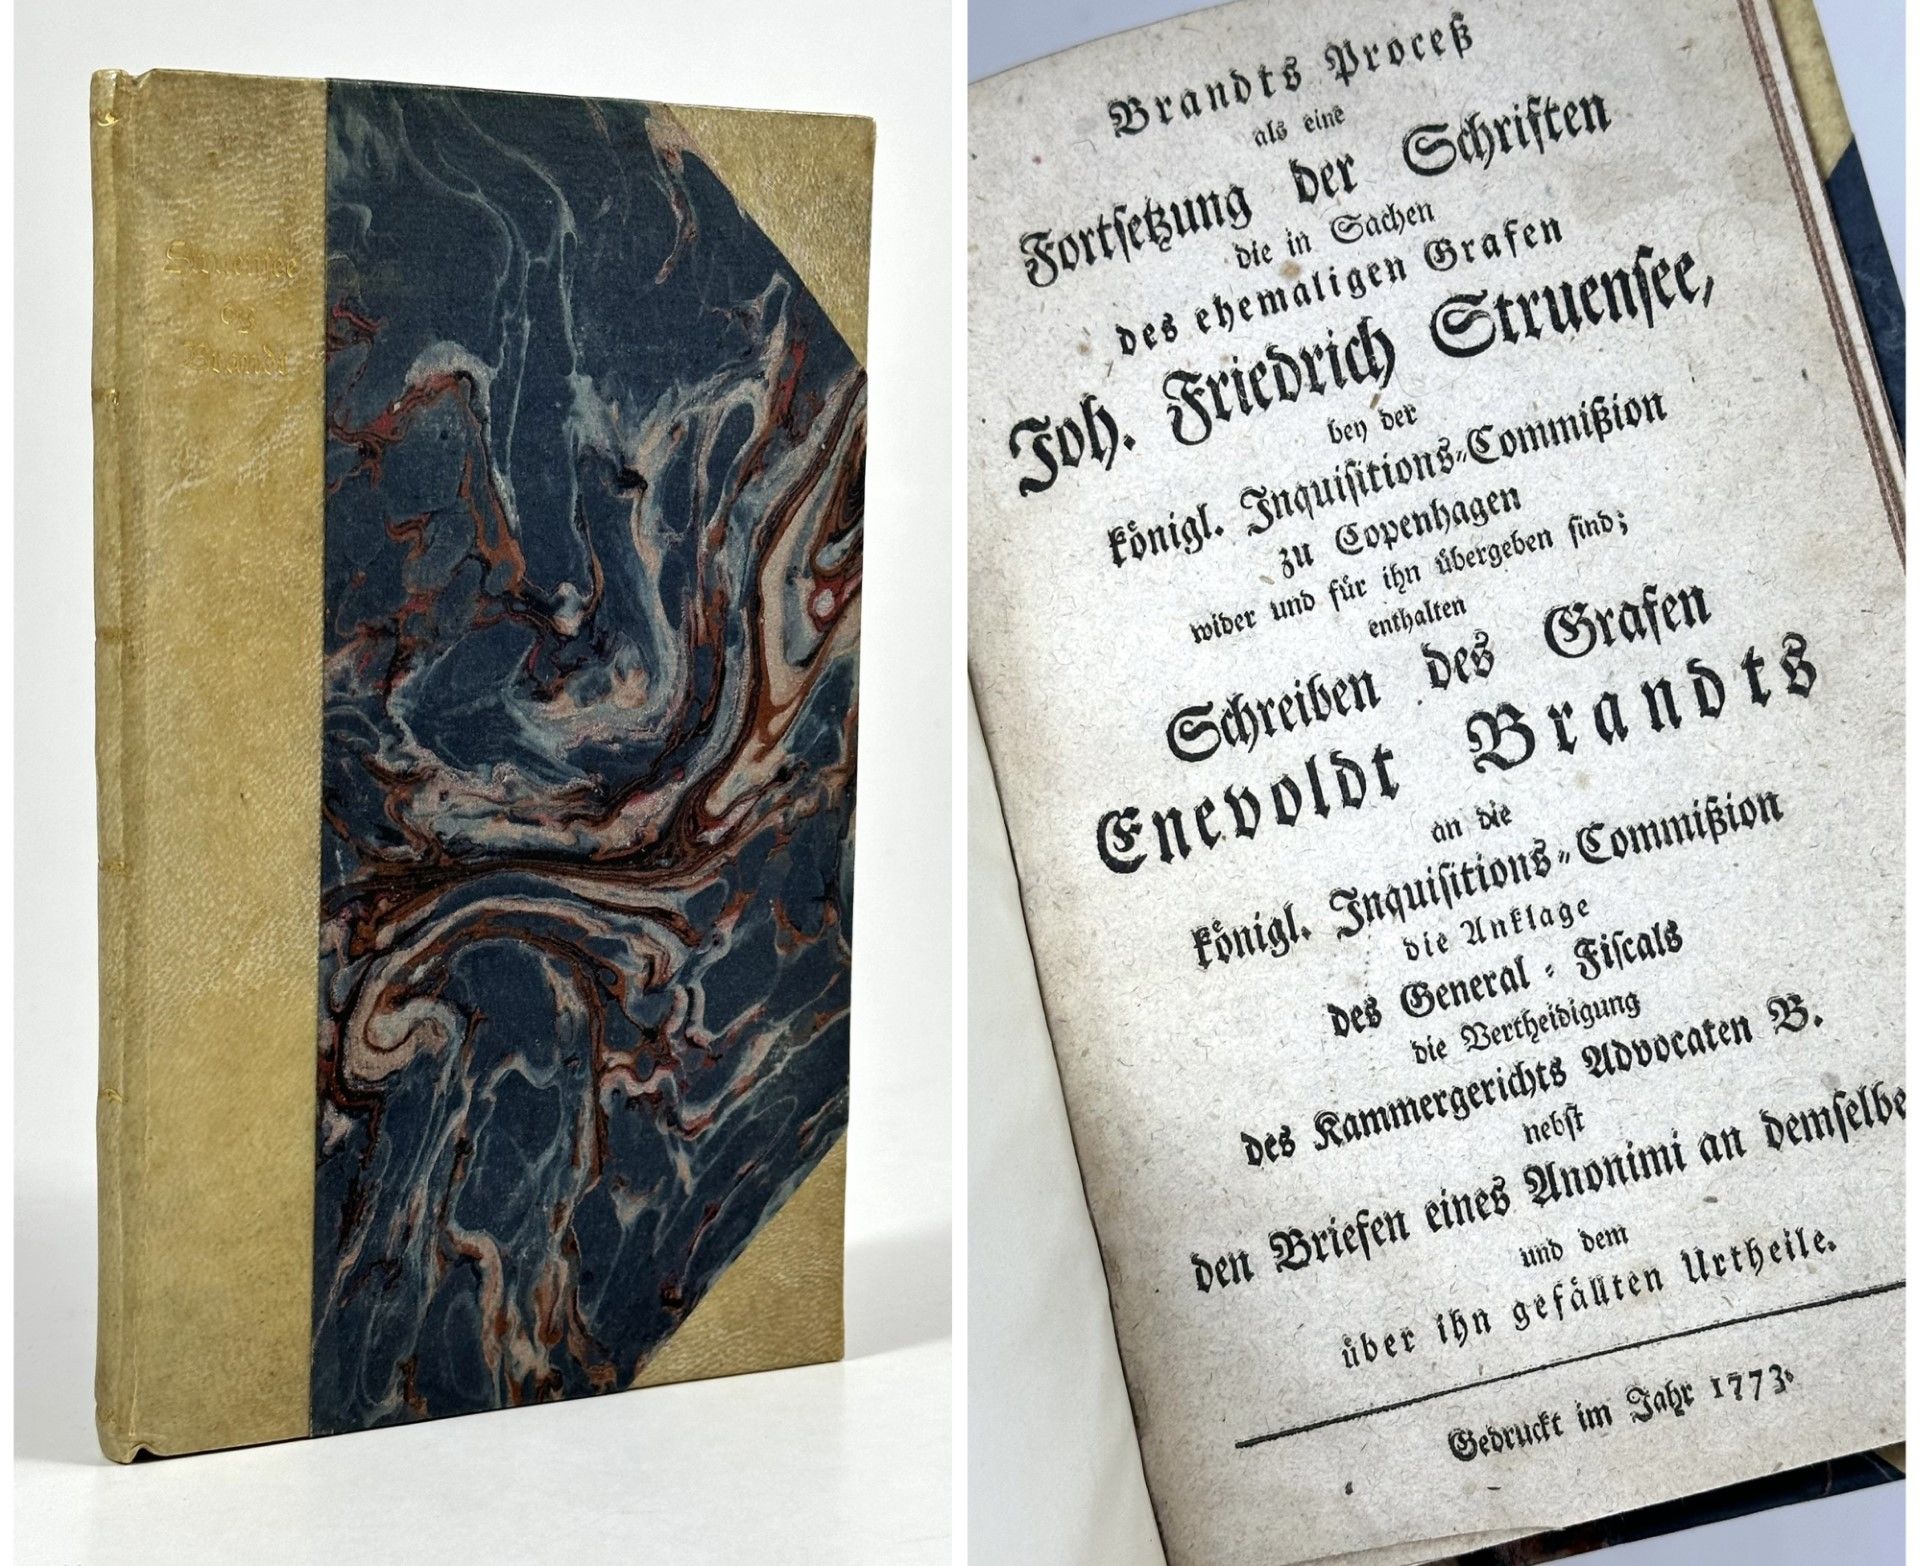 Struensee
og
Brandt
Brandts Proceß
als eine
Fortsetzung der Schriften
die in Sachen
des ehemaligen Grafen
Joh. Friedrich Struensee,
bey der
königl. Inquisitions-Commißion
zu Copenhagen
wider und für ihn übergeben sind;
enthalten
Schreiben des Grafen
Enevoldt Brandts
an die
königl. Inquisitions-Commißion
die Anklage
des General-Fiscals
die Vertheidigung
des Kammergerichts Advocaten B.
nebst
den Briefen eines Anonimi an demselbe
und dem
über ihn gefällten Urtheile.
Gedruckt im Jahr 1773.